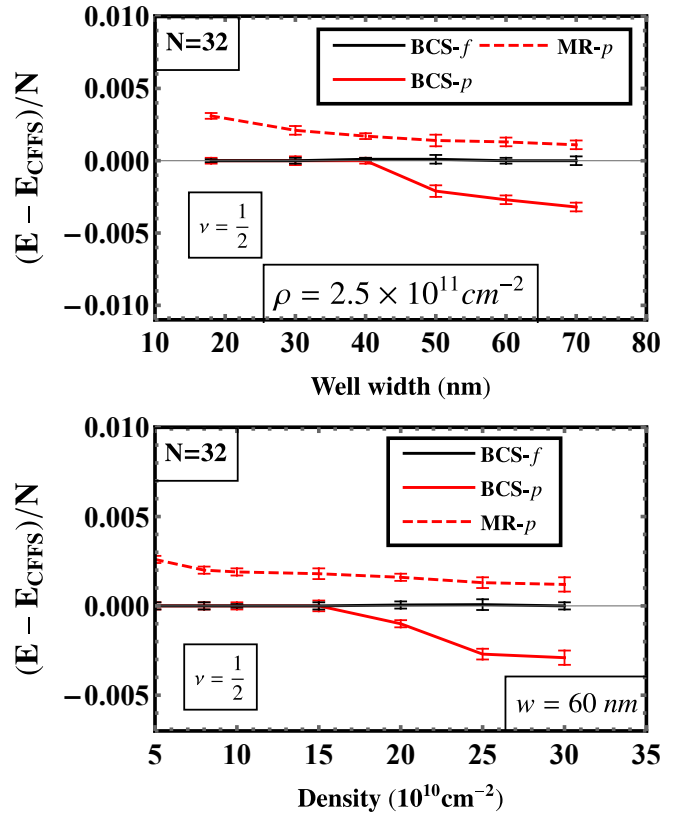 N=32
BCS-f MR-p
BCS-p
0.010
0.005
0.000
−0.005
−0.010
(E − E_CFFS)/N
ν = 1/2
ρ = 2.5 × 10^11 cm^−2
10 20 30 40 50 60 70 80
Well width (nm)
N=32
BCS-f
BCS-p
MR-p
0.010
0.005
0.000
−0.005
(E − E_CFFS)/N
ν = 1/2
w = 60 nm
5 10 15 20 25 30 35
Density (10^10 cm^−2)